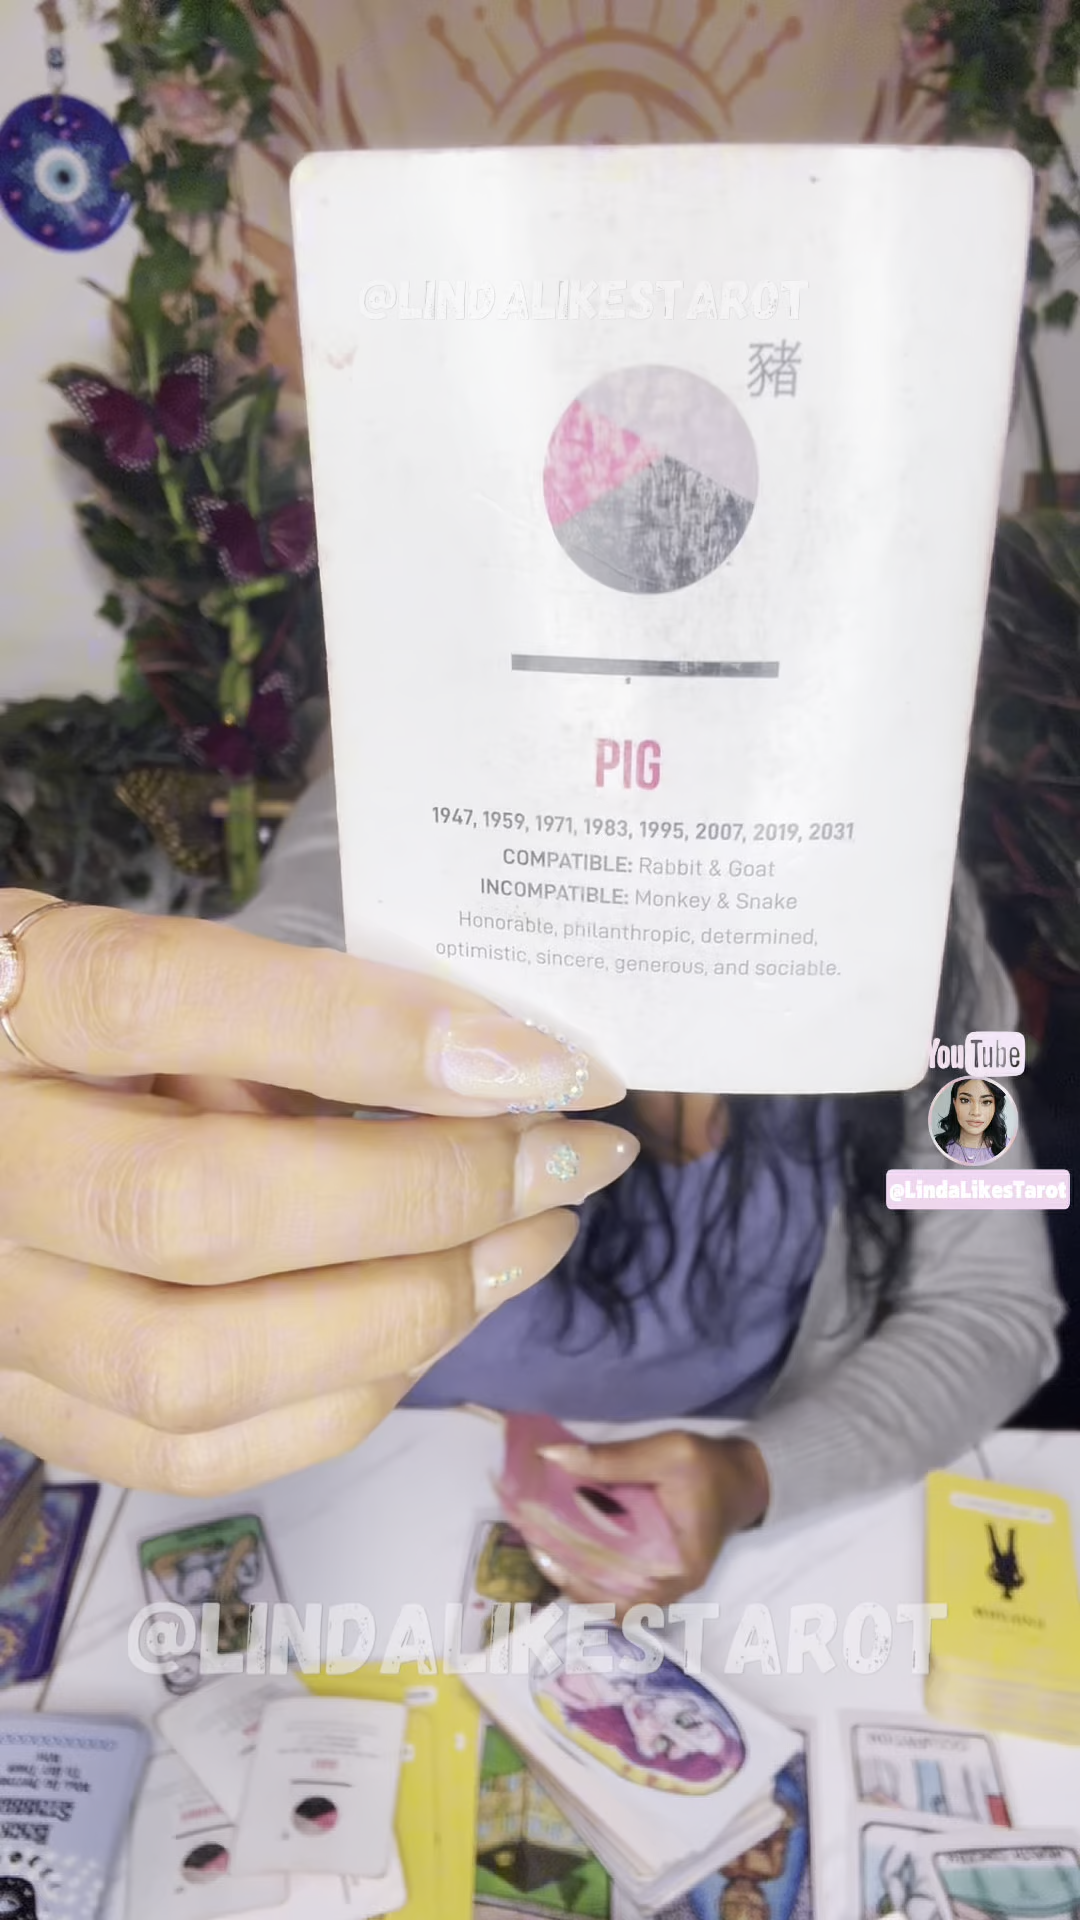 @LINDALIKESTAROT
豬
PIG
1947, 1959, 1971, 1983, 1995, 2007, 2019, 2031
COMPATIBLE: Rabbit & Goat
INCOMPATIBLE: Monkey & Snake
Honorable, philanthropic, determined,
optimistic, sincere, generous, and sociable.
YouTube
@LindaLikesTarot
@LINDALIKESTAROT